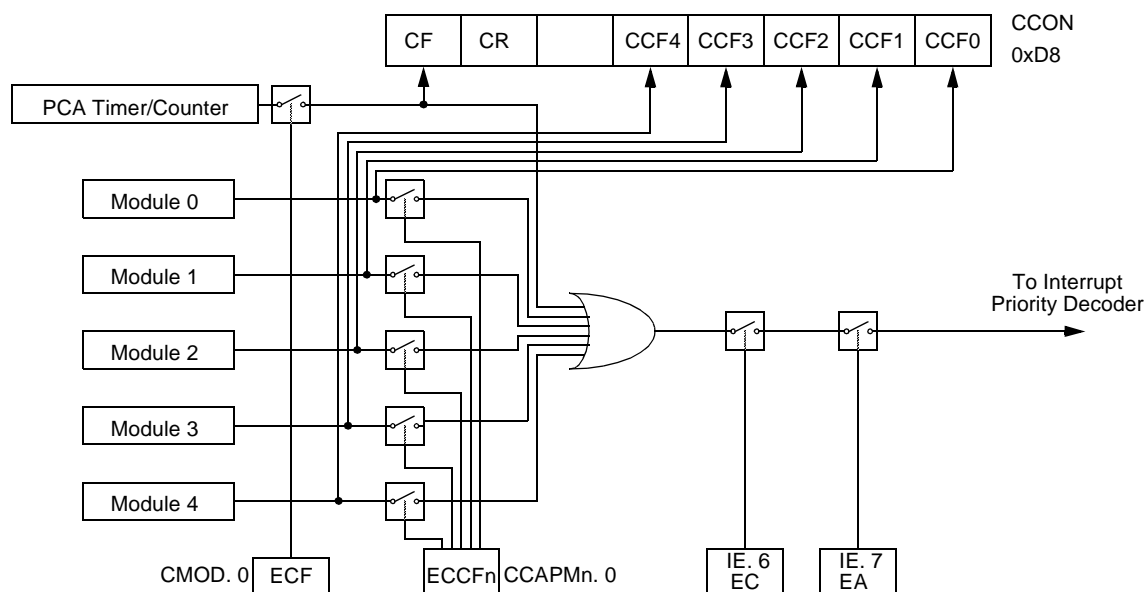 CF CR CCF4 CCF3 CCF2 CCF1 CCF0 CCON
0xD8
PCA Timer/Counter
Module 0
Module 1
To Interrupt
Priority Decoder
Module 2
Module 3
Module 4
CMOD. 0 ECF ECCFn CCAPMn. 0
IE. 6
EC
IE. 7
EA